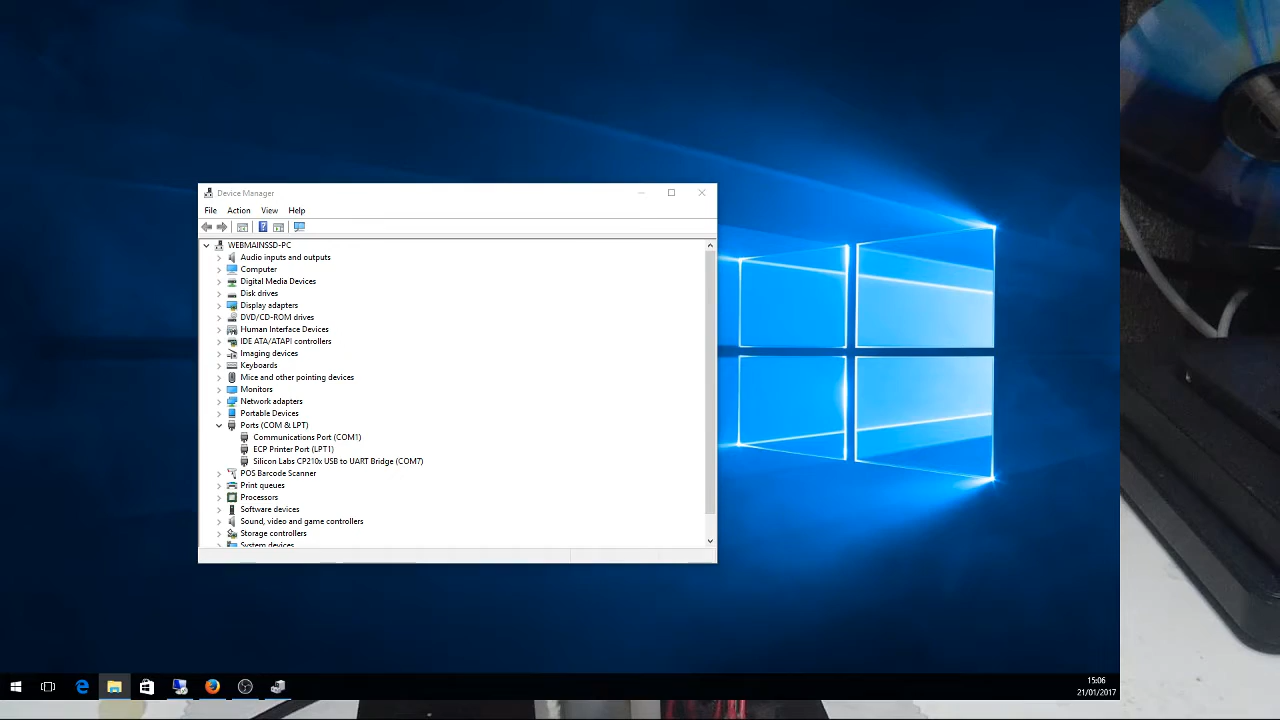 Device Manager
File Action View Help
WEBMAINSSD-PC
Audio inputs and outputs
Computer
Digital Media Devices
Disk drives
Display adapters
DVD/CD-ROM drives
Human Interface Devices
IDE ATA/ATAPI controllers
Imaging devices
Keyboards
Mice and other pointing devices
Monitors
Network adapters
Portable Devices
Ports (COM & LPT)
Communications Port (COM1)
ECP Printer Port (LPT1)
Silicon Labs CP210x USB to UART Bridge (COM7)
POS Barcode Scanner
Print queues
Processors
Software devices
Sound, video and game controllers
Storage controllers
System devices
15:06
21/01/2017